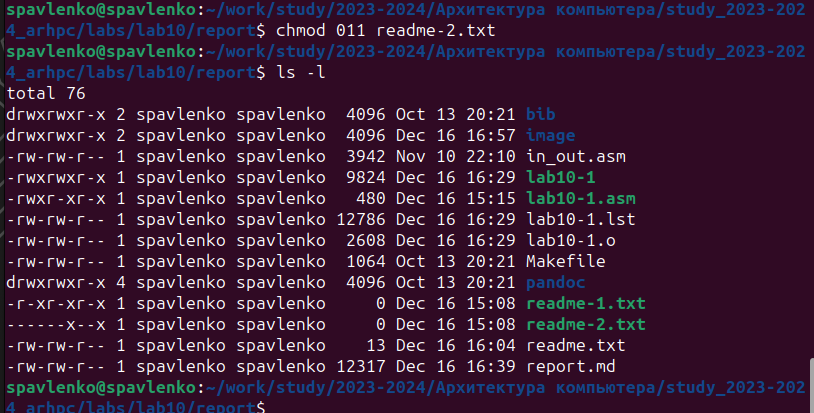 spavlenko@spavlenko:~/work/study/2023-2024/Архитектура компьютера/study_2023-202
4_arhpc/labs/lab10/report$ chmod 011 readme-2.txt
spavlenko@spavlenko:~/work/study/2023-2024/Архитектура компьютера/study_2023-202
4_arhpc/labs/lab10/report$ ls -l
total 76
drwxrwxr-x 2 spavlenko spavlenko  4096 Oct 13 20:21 bib
drwxrwxr-x 2 spavlenko spavlenko  4096 Dec 16 16:57 image
-rw-rw-r-- 1 spavlenko spavlenko  3942 Nov 10 22:10 in_out.asm
-rwxrwxr-x 1 spavlenko spavlenko  9824 Dec 16 16:29 lab10-1
-rwxr-xr-x 1 spavlenko spavlenko   480 Dec 16 15:15 lab10-1.asm
-rw-rw-r-- 1 spavlenko spavlenko 12786 Dec 16 16:29 lab10-1.lst
-rw-rw-r-- 1 spavlenko spavlenko  2608 Dec 16 16:29 lab10-1.o
-rw-rw-r-- 1 spavlenko spavlenko  1064 Oct 13 20:21 Makefile
drwxrwxr-x 4 spavlenko spavlenko  4096 Oct 13 20:21 pandoc
-r-xr-xr-x 1 spavlenko spavlenko     0 Dec 16 15:08 readme-1.txt
------x--x 1 spavlenko spavlenko     0 Dec 16 15:08 readme-2.txt
-rw-rw-r-- 1 spavlenko spavlenko    13 Dec 16 16:04 readme.txt
-rw-rw-r-- 1 spavlenko spavlenko 12317 Dec 16 16:39 report.md
spavlenko@spavlenko:~/work/study/2023-2024/Архитектура компьютера/study_2023-202
4_arhpc/labs/lab10/report$